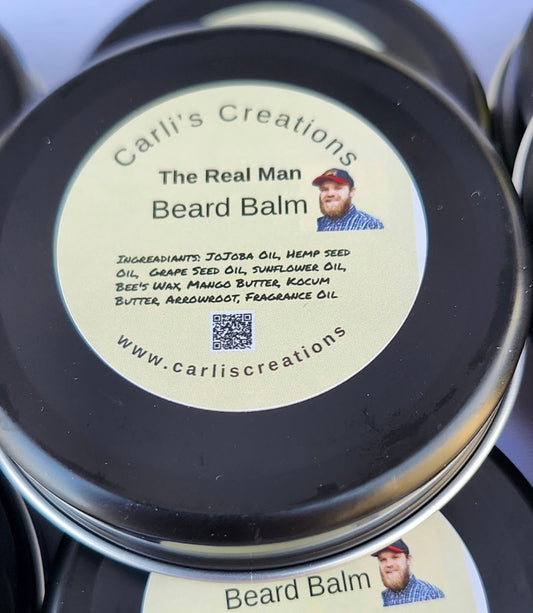 Carli's Creations
The Real Man
Beard Balm
Ingreadiants: JoJoba Oil, Hemp Seed
Oil, Grape Seed Oil, sunflower Oil,
Bee's Wax, Mango Butter, Kocum
Butter, Arrowroot, Fragrance Oil
www.carliscreations
Beard Balm